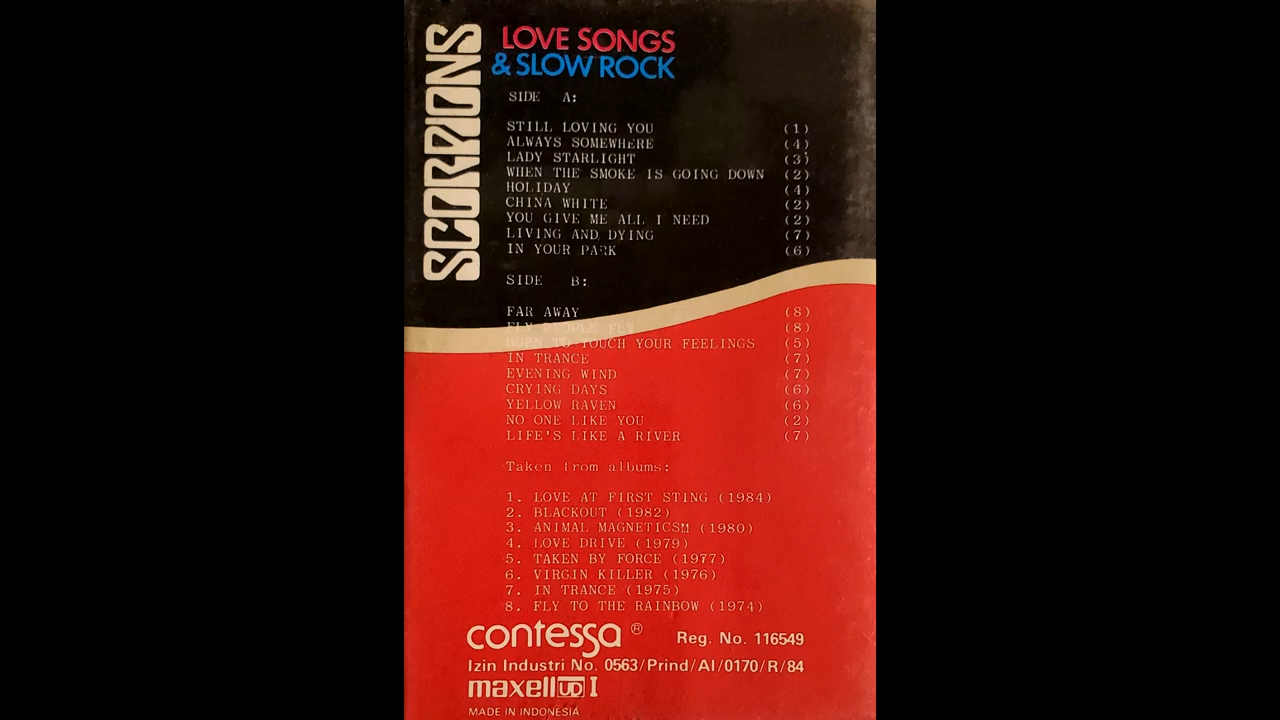 SCORPIONS
LOVE SONGS
& SLOW ROCK
SIDE A:
STILL LOVING YOU (1)
ALWAYS SOMEWHERE (4)
LADY STARLIGHT (3)
WHEN THE SMOKE IS GOING DOWN (2)
HOLIDAY (4)
CHINA WHITE (2)
YOU GIVE ME ALL I NEED (2)
LIVING AND DYING (7)
IN YOUR PARK (6)
SIDE B:
FAR AWAY (8)
FLY PEOPLE FLY (8)
BORN TO TOUCH YOUR FEELINGS (5)
IN TRANCE (7)
EVENING WIND (7)
CRYING DAYS (6)
YELLOW RAVEN (6)
NO ONE LIKE YOU (2)
LIFE'S LIKE A RIVER (7)
Taken from albums:
1. LOVE AT FIRST STING (1984)
2. BLACKOUT (1982)
3. ANIMAL MAGNETICSM (1980)
4. LOVE DRIVE (1979)
5. TAKEN BY FORCE (1977)
6. VIRGIN KILLER (1976)
7. IN TRANCE (1975)
8. FLY TO THE RAINBOW (1974)
contessa ® Reg. No. 116549
Izin Industri No. 0563/Prind/AI/0170/R/84
maxell UD I
MADE IN INDONESIA